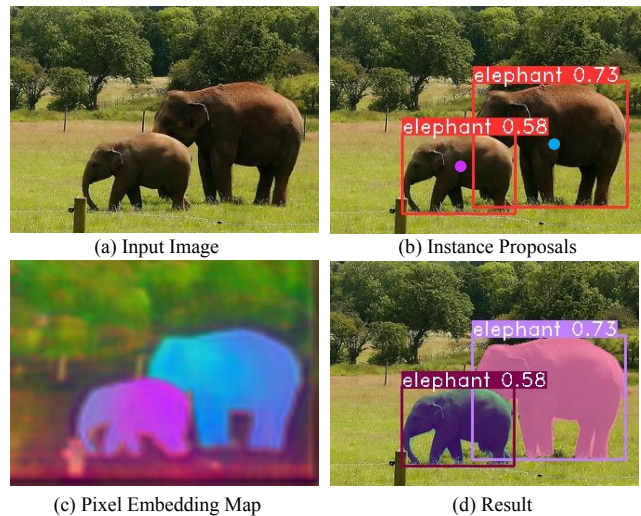 elephant 0.73
elephant 0.58
(a) Input Image
(b) Instance Proposals
elephant 0.73
elephant 0.58
(c) Pixel Embedding Map
(d) Result